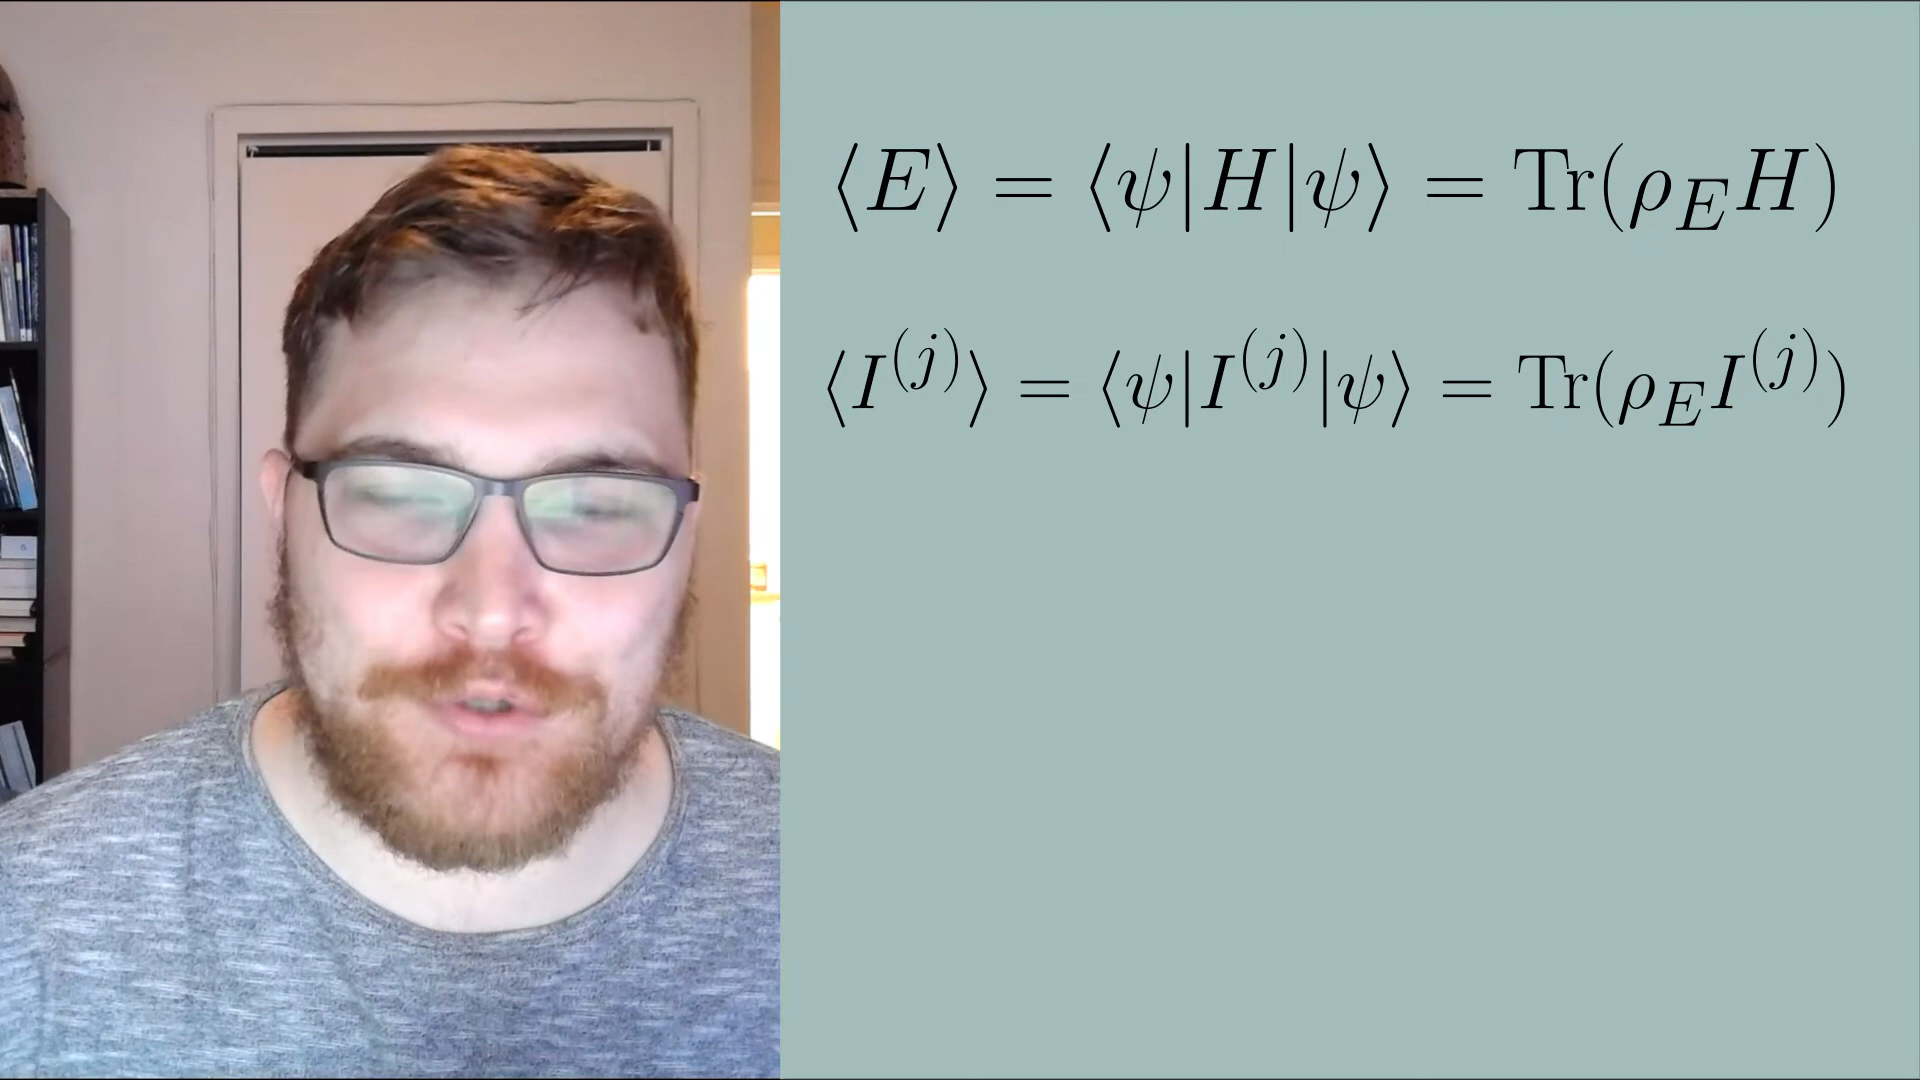 ⟨E⟩ = ⟨ψ|H|ψ⟩ = Tr(ρ_E H)
⟨I^(j)⟩ = ⟨ψ|I^(j)|ψ⟩ = Tr(ρ_E I^(j))